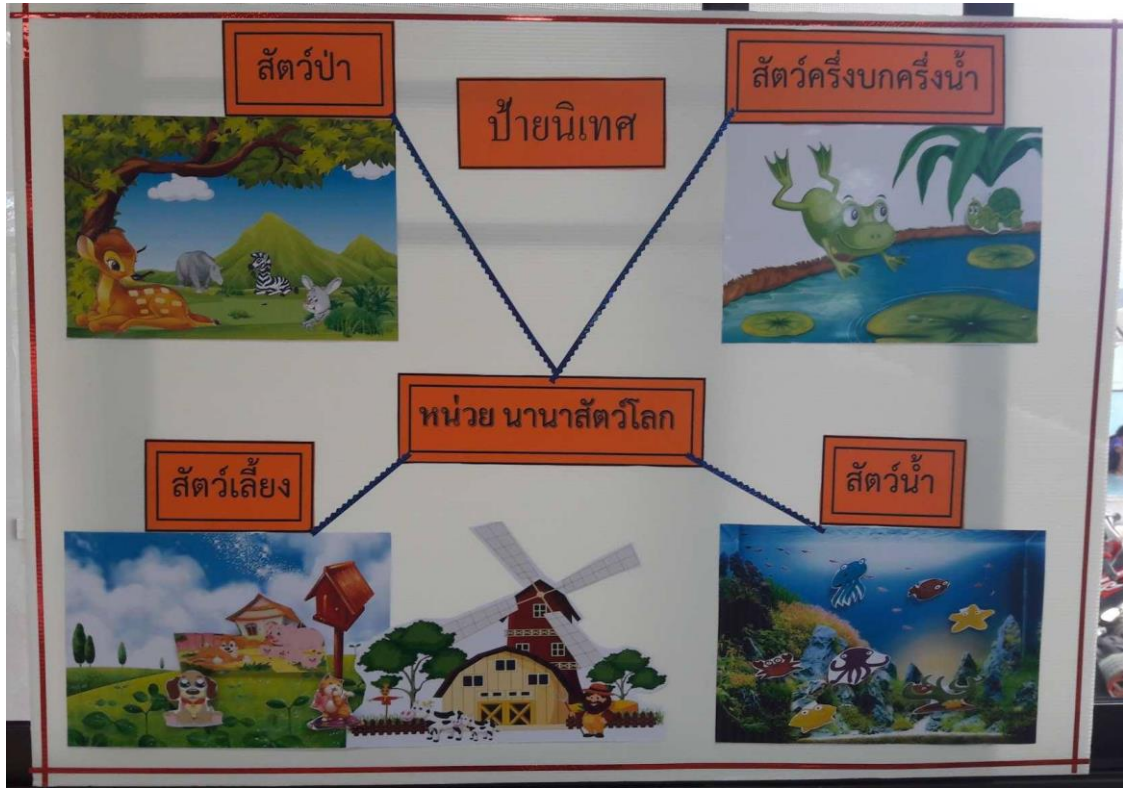 สัตว์ป่า
ป้ายนิเทศ
สัตว์ครึ่งบกครึ่งน้ำ
หน่วย นานาสัตว์โลก
สัตว์เลี้ยง
สัตว์น้ำ